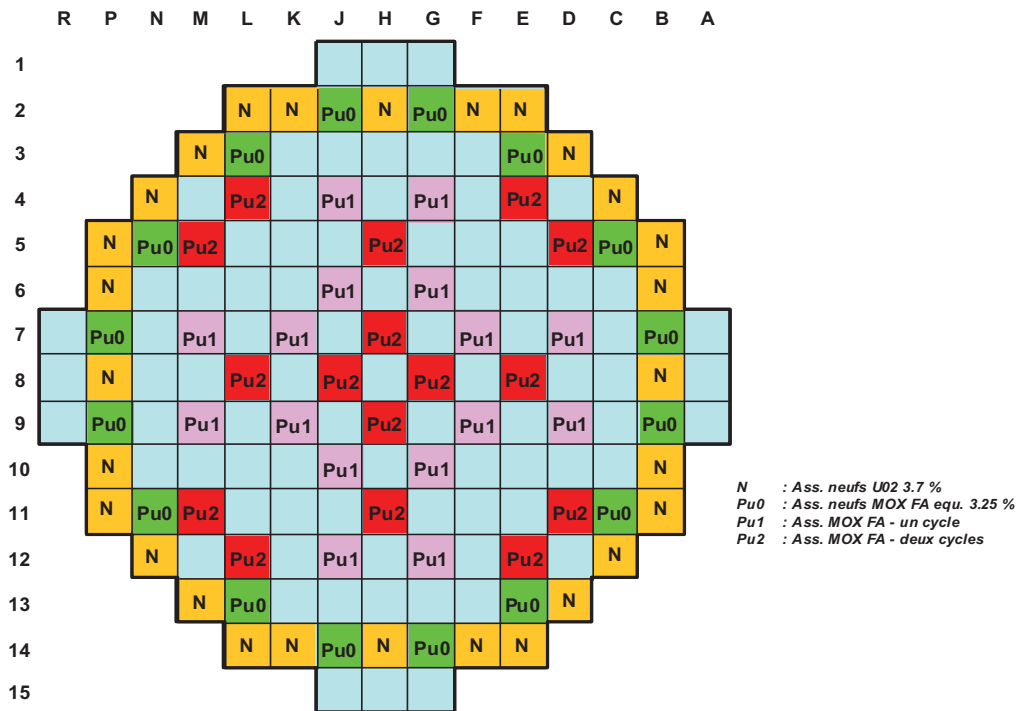 R P N M L K J H G F E D C B A
1
2 N N Pu0 N Pu0 N N
3 N Pu0 Pu0 N
4 N Pu2 Pu1 Pu1 Pu2 N
5 N Pu0 Pu2 Pu2 Pu2 Pu0 N
6 N Pu1 Pu1 N
7 Pu0 Pu1 Pu1 Pu2 Pu1 Pu1 Pu0
8 N Pu2 Pu2 Pu2 Pu2 N
9 Pu0 Pu1 Pu1 Pu2 Pu1 Pu1 Pu0
10 N Pu1 Pu1 N
11 N Pu0 Pu2 Pu2 Pu2 Pu0 N
12 N Pu2 Pu1 Pu1 Pu2 N
13 N Pu0 Pu0 N
14 N N Pu0 N Pu0 N N
15
N : Ass. neufs U02 3.7 %
Pu0 : Ass. neufs MOX FA equ. 3.25 %
Pu1 : Ass. MOX FA - un cycle
Pu2 : Ass. MOX FA - deux cycles